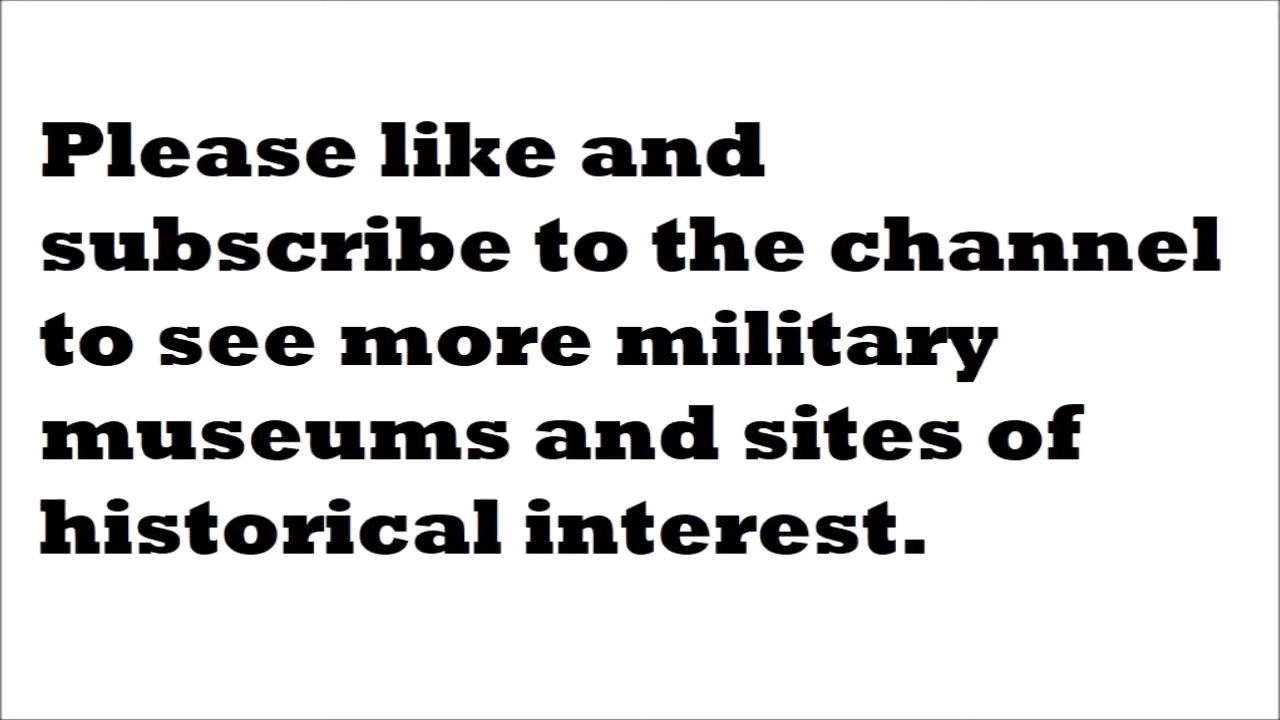 Please like and
subscribe to the channel
to see more military
museums and sites of
historical interest.